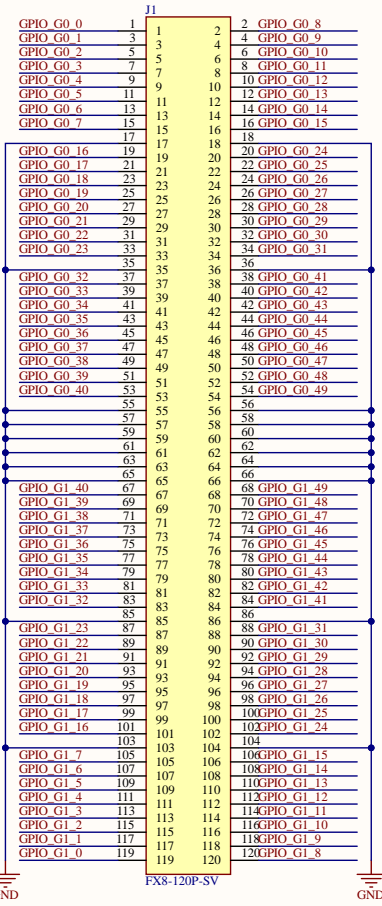 J1
GPIO_G0_0 1 1 2 2 GPIO_G0_8
GPIO_G0_1 3 3 4 4 GPIO_G0_9
GPIO_G0_2 5 5 6 6 GPIO_G0_10
GPIO_G0_3 7 7 8 8 GPIO_G0_11
GPIO_G0_4 9 9 10 10 GPIO_G0_12
GPIO_G0_5 11 11 12 12 GPIO_G0_13
GPIO_G0_6 13 13 14 14 GPIO_G0_14
GPIO_G0_7 15 15 16 16 GPIO_G0_15
17 17 18 18
GPIO_G0_16 19 19 20 20 GPIO_G0_24
GPIO_G0_17 21 21 22 22 GPIO_G0_25
GPIO_G0_18 23 23 24 24 GPIO_G0_26
GPIO_G0_19 25 25 26 26 GPIO_G0_27
GPIO_G0_20 27 27 28 28 GPIO_G0_28
GPIO_G0_21 29 29 30 30 GPIO_G0_29
GPIO_G0_22 31 31 32 32 GPIO_G0_30
GPIO_G0_23 33 33 34 34 GPIO_G0_31
35 35 36 36
GPIO_G0_32 37 37 38 38 GPIO_G0_41
GPIO_G0_33 39 39 40 40 GPIO_G0_42
GPIO_G0_34 41 41 42 42 GPIO_G0_43
GPIO_G0_35 43 43 44 44 GPIO_G0_44
GPIO_G0_36 45 45 46 46 GPIO_G0_45
GPIO_G0_37 47 47 48 48 GPIO_G0_46
GPIO_G0_38 49 49 50 50 GPIO_G0_47
GPIO_G0_39 51 51 52 52 GPIO_G0_48
GPIO_G0_40 53 53 54 54 GPIO_G0_49
55 55 56 56
57 57 58 58
59 59 60 60
61 61 62 62
63 63 64 64
65 65 66 66
GPIO_G1_40 67 67 68 68 GPIO_G1_49
GPIO_G1_39 69 69 70 70 GPIO_G1_48
GPIO_G1_38 71 71 72 72 GPIO_G1_47
GPIO_G1_37 73 73 74 74 GPIO_G1_46
GPIO_G1_36 75 75 76 76 GPIO_G1_45
GPIO_G1_35 77 77 78 78 GPIO_G1_44
GPIO_G1_34 79 79 80 80 GPIO_G1_43
GPIO_G1_33 81 81 82 82 GPIO_G1_42
GPIO_G1_32 83 83 84 84 GPIO_G1_41
85 85 86 86
GPIO_G1_23 87 87 88 88 GPIO_G1_31
GPIO_G1_22 89 89 90 90 GPIO_G1_30
GPIO_G1_21 91 91 92 92 GPIO_G1_29
GPIO_G1_20 93 93 94 94 GPIO_G1_28
GPIO_G1_19 95 95 96 96 GPIO_G1_27
GPIO_G1_18 97 97 98 98 GPIO_G1_26
GPIO_G1_17 99 99 100 100 GPIO_G1_25
GPIO_G1_16 101 101 102 102 GPIO_G1_24
103 103 104 104
GPIO_G1_7 105 105 106 106 GPIO_G1_15
GPIO_G1_6 107 107 108 108 GPIO_G1_14
GPIO_G1_5 109 109 110 110 GPIO_G1_13
GPIO_G1_4 111 111 112 112 GPIO_G1_12
GPIO_G1_3 113 113 114 114 GPIO_G1_11
GPIO_G1_2 115 115 116 116 GPIO_G1_10
GPIO_G1_1 117 117 118 118 GPIO_G1_9
GPIO_G1_0 119 119 120 120 GPIO_G1_8
FX8-120P-SV
ND GND